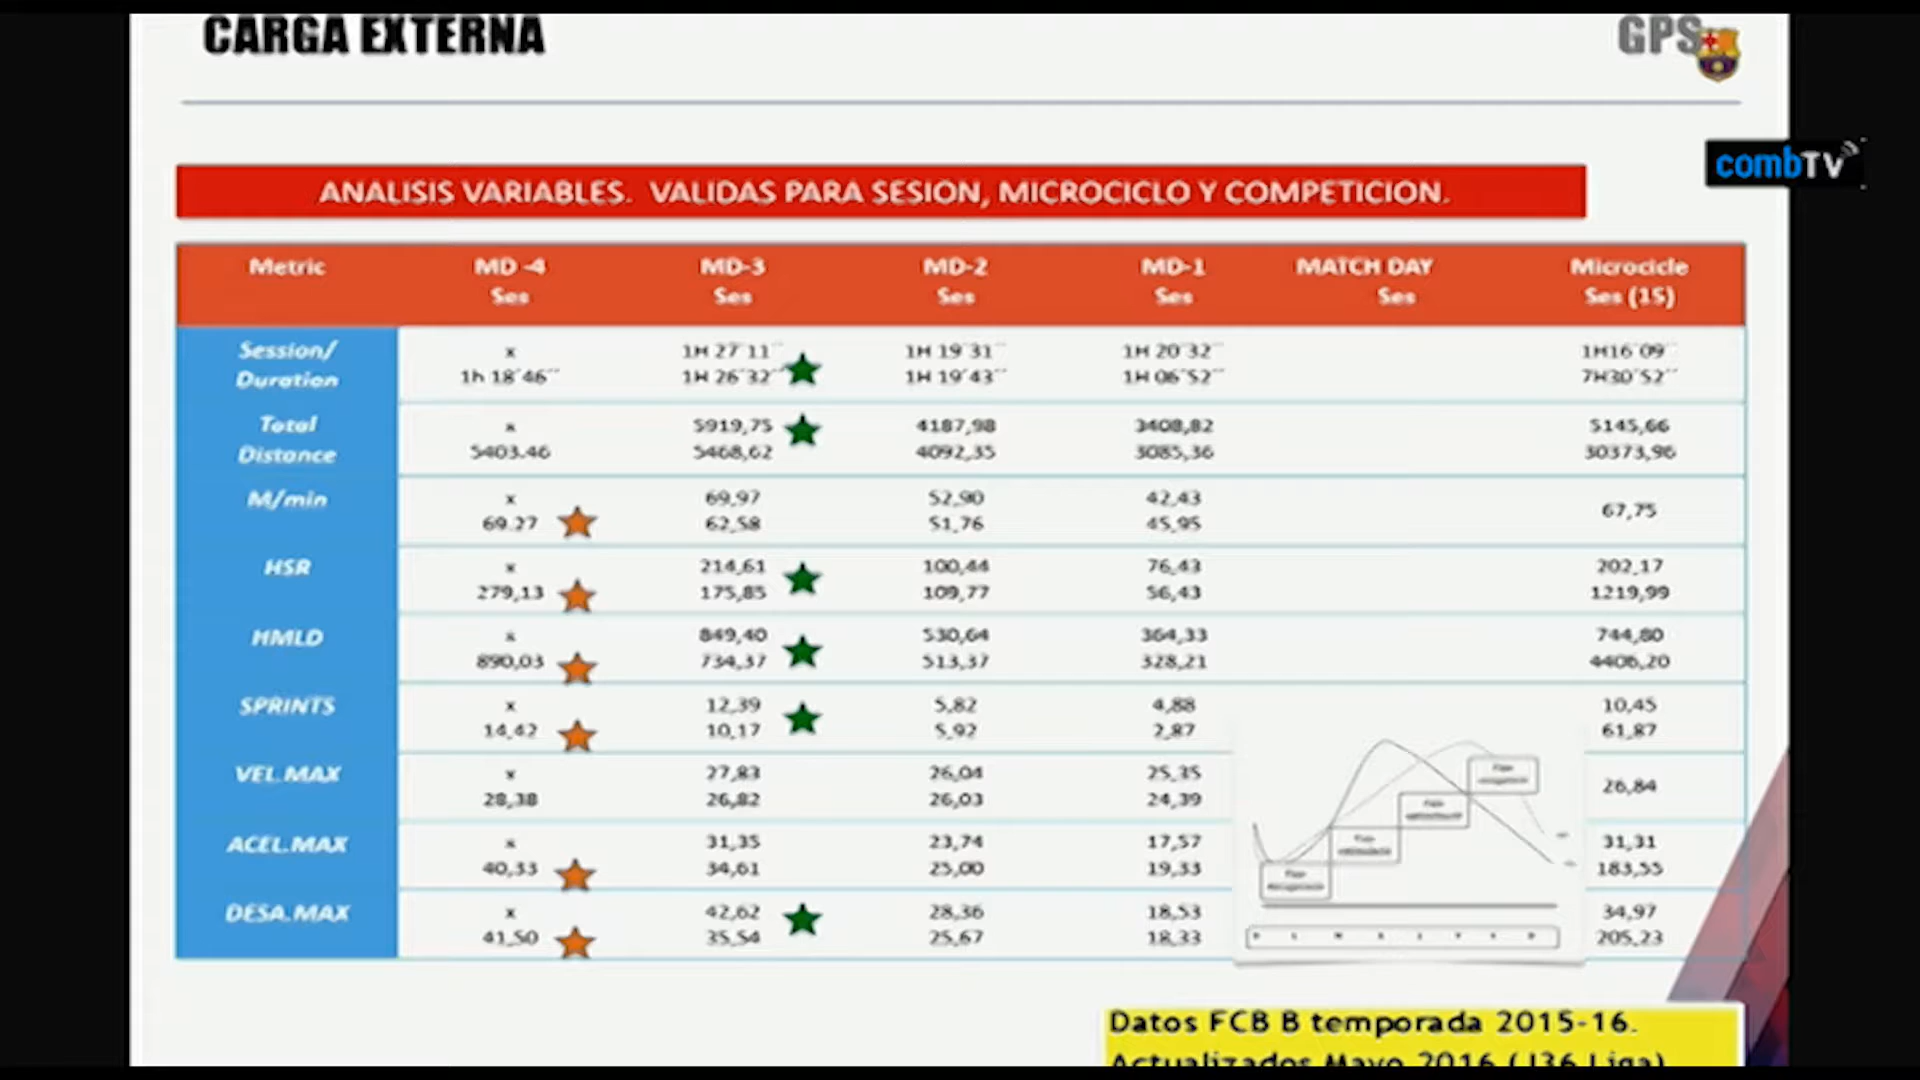 CARGA EXTERNA
GPS
combTV
ANALISIS VARIABLES. VALIDAS PARA SESION, MICROCICLO Y COMPETICION.
Metric MD -4 MD-3 MD-2 MD-1 MATCH DAY Microcicle
Ses Ses Ses Ses Ses Ses (15)
Session/ x 1H 27´11´´ 1H 19´31´´ 1H 20´32´´ 1H16´09´´
Duration 1h 18´46´´ 1H 26´32´´ 1H 19´43´´ 1H 06´52´´ 7H30´52´´
Total x 5919,75 4187,98 3408,82 5145,66
Distance 5403.46 5468,62 4092,35 3085,36 30373,96
M/min x 69,97 52,90 42,43 67,75
69.27 62,58 51,76 45,95
HSR x 214,61 100,44 76,43 202,17
279,13 175,85 109,77 56,43 1219,99
HMLD x 849,40 530,64 364,33 744,80
890,03 734,37 513,37 328,21 4406,20
SPRINTS x 12,39 5,82 4,88 10,45
14,42 10,17 5,92 2,87 61,87
VEL.MAX x 27,83 26,04 25,35 26,84
28,38 26,82 26,03 24,39
ACEL.MAX x 31,35 23,74 17,57 31,31
40,33 34,61 25,00 19,33 183,55
DESA.MAX x 42,62 28,36 18,53 34,97
41,50 35,54 25,67 18,33 205,23
Datos FCB B temporada 2015-16.
Actualizados Mayo 2016 (J36 Liga)